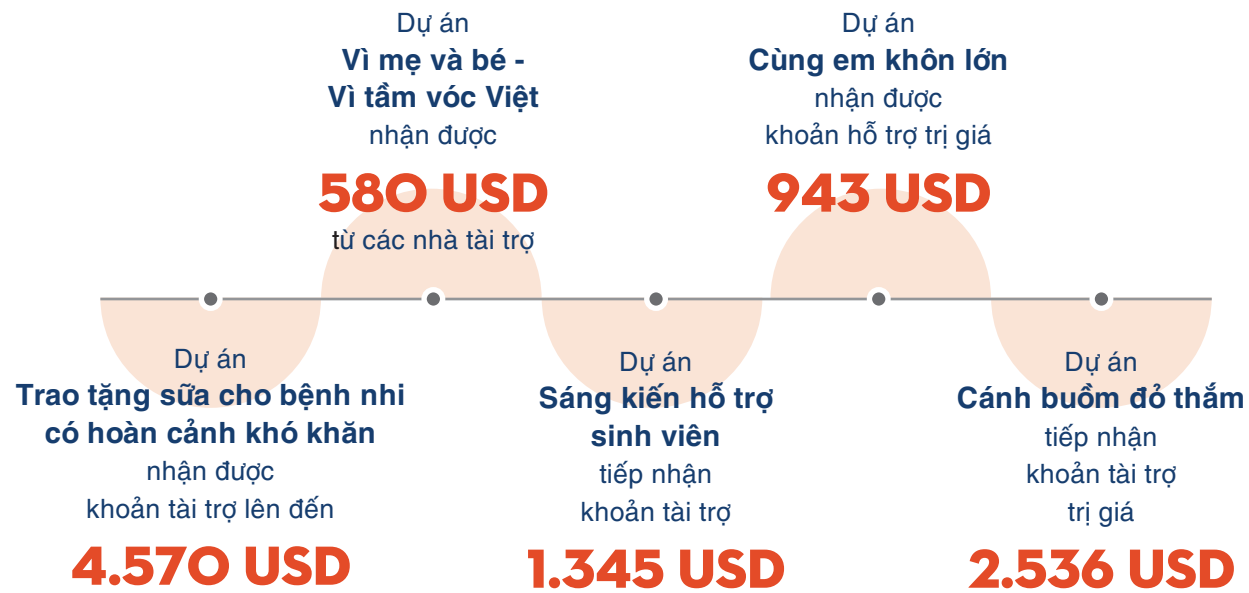 Dự án
Vì mẹ và bé -
Vì tầm vóc Việt
nhận được
580 USD
từ các nhà tài trợ
Dự án
Cùng em khôn lớn
nhận được
khoản hỗ trợ trị giá
943 USD
Dự án
Trao tặng sữa cho bệnh nhi
có hoàn cảnh khó khăn
nhận được
khoản tài trợ lên đến
4.570 USD
Dự án
Sáng kiến hỗ trợ
sinh viên
tiếp nhận
khoản tài trợ
1.345 USD
Dự án
Cánh buồm đỏ thắm
tiếp nhận
khoản tài trợ
trị giá
2.536 USD